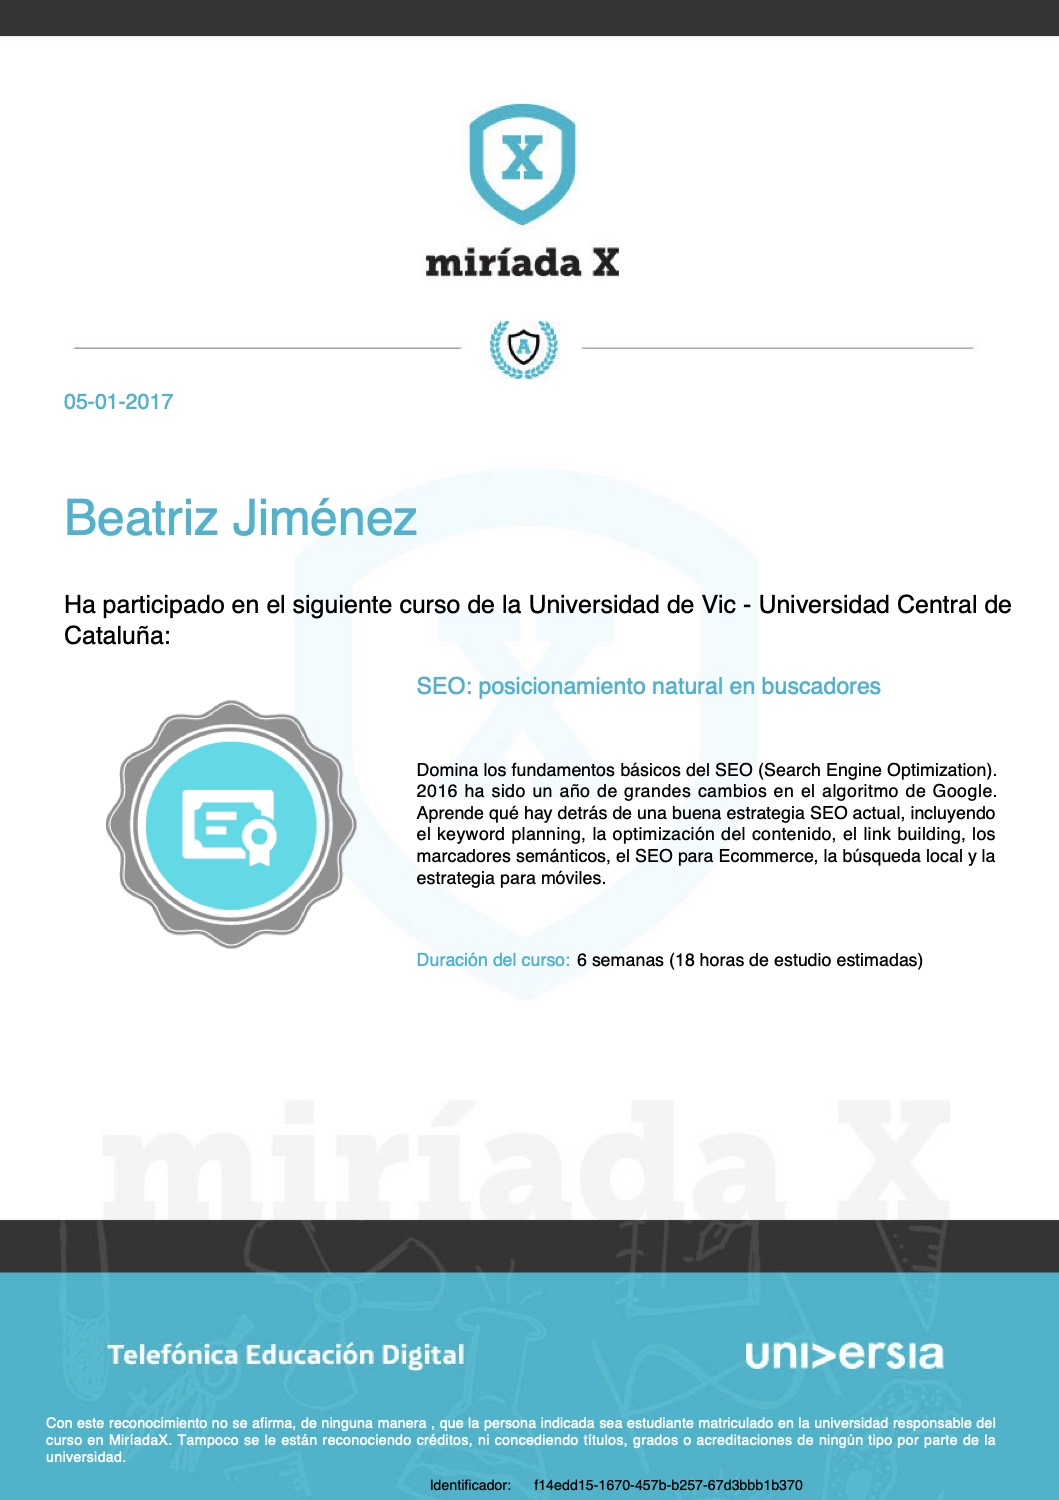 X
miríada X
A
05-01-2017
Beatriz Jiménez
Ha participado en el siguiente curso de la Universidad de Vic - Universidad Central de
Cataluña:
SEO: posicionamiento natural en buscadores
Domina los fundamentos básicos del SEO (Search Engine Optimization).
2016 ha sido un año de grandes cambios en el algoritmo de Google.
Aprende qué hay detrás de una buena estrategia SEO actual, incluyendo
el keyword planning, la optimización del contenido, el link building, los
marcadores semánticos, el SEO para Ecommerce, la búsqueda local y la
estrategia para móviles.
Duración del curso: 6 semanas (18 horas de estudio estimadas)
miríada X
Telefónica Educación Digital
uni>ersia
Con este reconocimiento no se afirma, de ninguna manera , que la persona indicada sea estudiante matriculado en la universidad responsable del
curso en MiríadaX. Tampoco se le están reconociendo créditos, ni concediendo títulos, grados o acreditaciones de ningún tipo por parte de la
universidad.
Identificador: f14edd15-1670-457b-b257-67d3bbb1b370